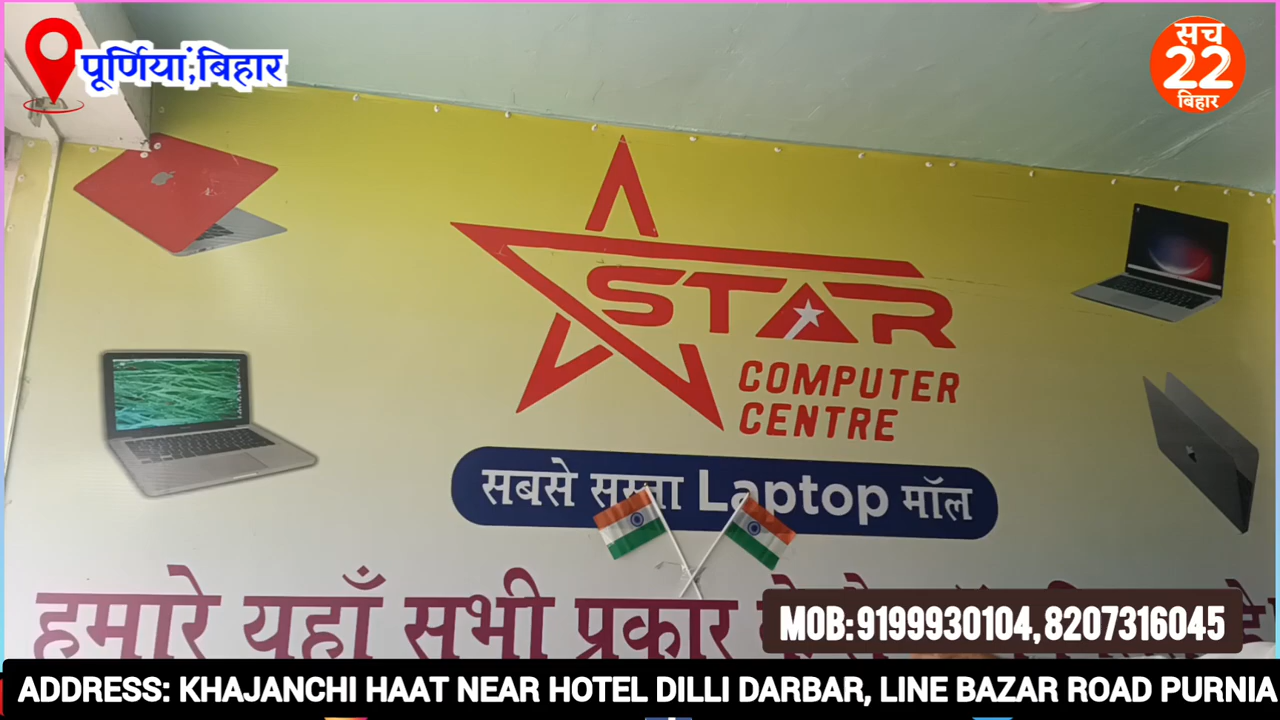 पूर्णियां;बिहार
सच
22
बिहार
STAR
COMPUTER
CENTRE
सबसे सस्ता Laptop मॉल
हमारे यहाँ सभी प्रकार
MOB:9199930104,8207316045
ADDRESS: KHAJANCHI HAAT NEAR HOTEL DILLI DARBAR, LINE BAZAR ROAD PURNIA